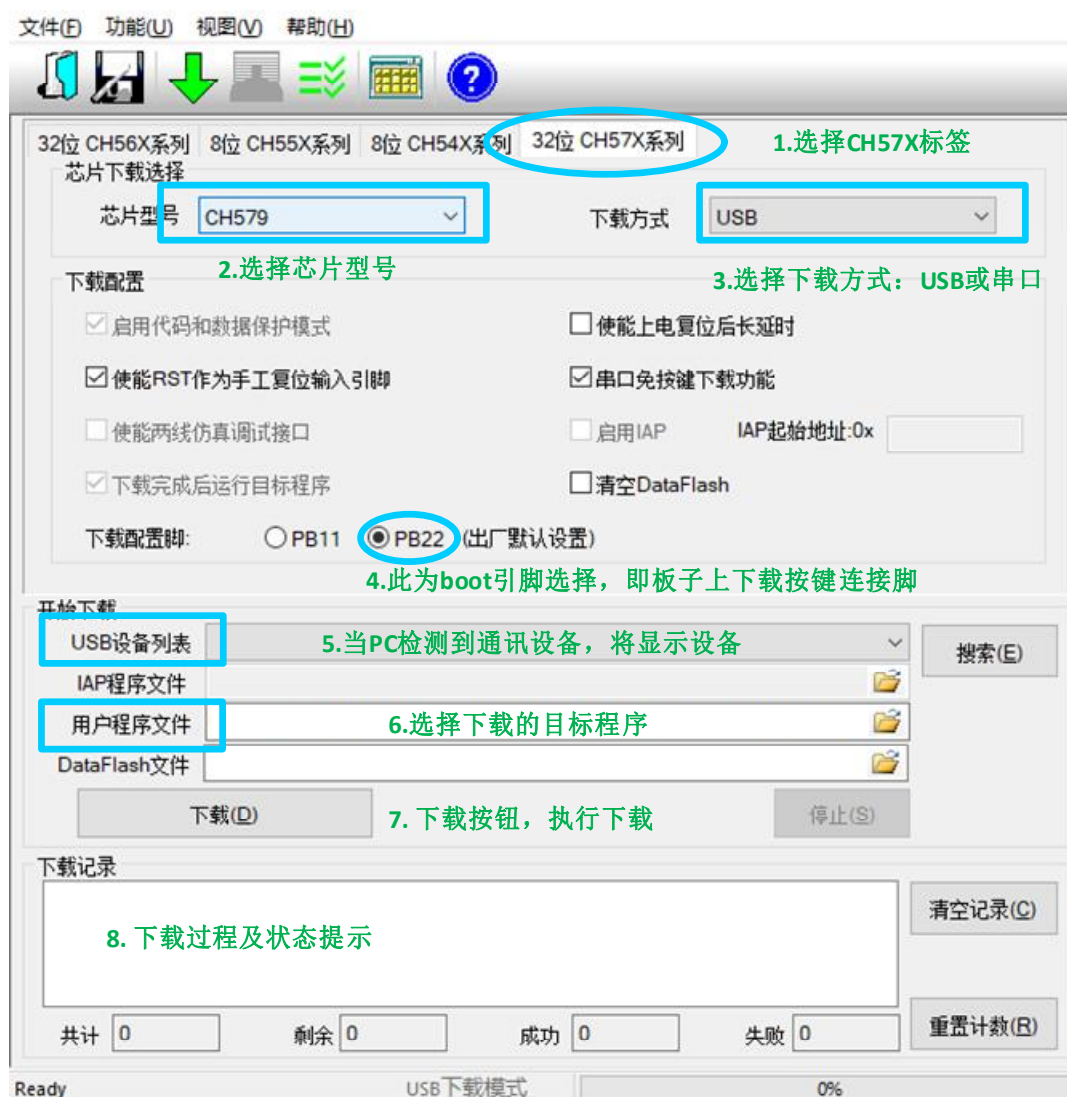 文件(F) 功能(U) 视图(V) 帮助(H)
32位 CH56X系列 8位 CH55X系列 8位 CH54X系列 32位 CH57X系列 1.选择CH57X标签
芯片下载选择
芯片型号 CH579 下载方式 USB
2.选择芯片型号 3.选择下载方式：USB或串口
下载配置
启用代码和数据保护模式 使能上电复位后长延时
使能RST作为手工复位输入引脚 串口免按键下载功能
使能两线仿真调试接口 启用IAP IAP起始地址:0x
下载完成后运行目标程序 清空DataFlash
下载配置脚: PB11 PB22 (出厂默认设置)
4.此为boot引脚选择，即板子上下载按键连接脚
开始下载
USB设备列表 5.当PC检测到通讯设备，将显示设备 搜索(E)
IAP程序文件
用户程序文件 6.选择下载的目标程序
DataFlash文件
下载(D) 7. 下载按钮，执行下载 停止(S)
下载记录
清空记录(C)
8. 下载过程及状态提示
共计 0 剩余 0 成功 0 失败 0 重置计数(R)
Ready USB下载模式 0%